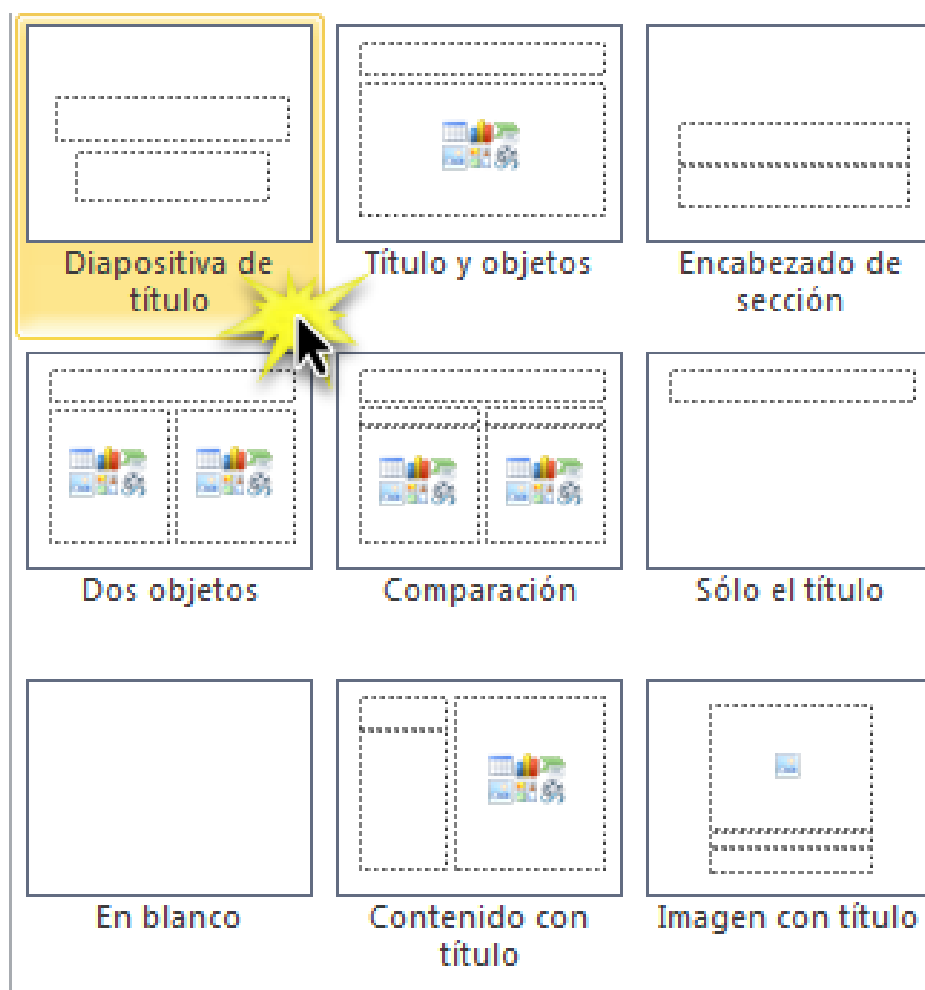 Diapositiva de
título
Título y objetos
Encabezado de
sección
Dos objetos
Comparación
Sólo el título
En blanco
Contenido con
título
Imagen con título